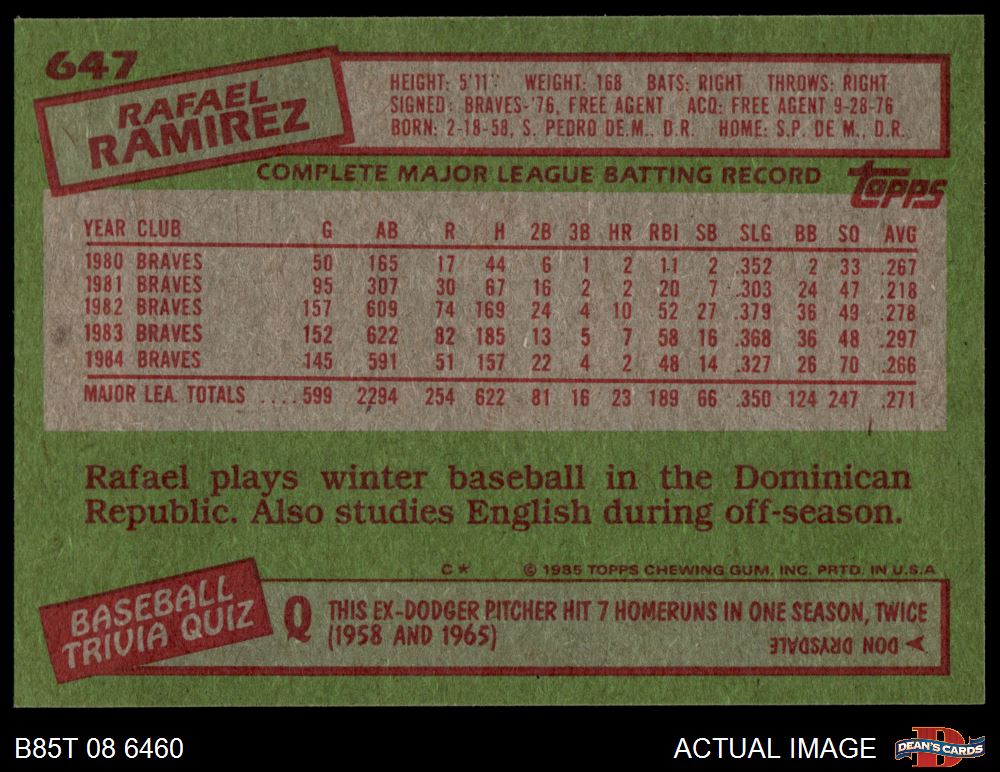 647
RAFAEL
RAMIREZ
HEIGHT: 5'11" WEIGHT: 168 BATS: RIGHT THROWS: RIGHT
SIGNED: BRAVES-'76, FREE AGENT ACQ: FREE AGENT 9-28-76
BORN: 2-18-58, S. PEDRO DE M., D.R. HOME: S.P. DE M., D.R.
COMPLETE MAJOR LEAGUE BATTING RECORD
topps
YEAR CLUB G AB R H 2B 3B HR RBI SB SLG BB SO AVG
1980 BRAVES 50 165 17 44 6 1 2 11 2 .352 2 33 .267
1981 BRAVES 95 307 30 67 16 2 2 20 7 .303 24 47 .218
1982 BRAVES 157 609 74 169 24 4 10 52 27 .379 36 49 .278
1983 BRAVES 152 622 82 185 13 5 7 58 16 .368 36 48 .297
1984 BRAVES 145 591 51 157 22 4 2 48 14 .327 26 70 .266
MAJOR LEA. TOTALS ....599 2294 254 622 81 16 23 189 66 .350 124 247 .271
Rafael plays winter baseball in the Dominican
Republic. Also studies English during off-season.
C* © 1985 TOPPS CHEWING GUM, INC. PRTD. IN U.S.A.
BASEBALL
TRIVIA QUIZ
Q THIS EX-DODGER PITCHER HIT 7 HOMERUNS IN ONE SEASON, TWICE
(1958 AND 1965)
DON DRYSDALE
B85T 08 6460
ACTUAL IMAGE
D
DEAN'S CARDS